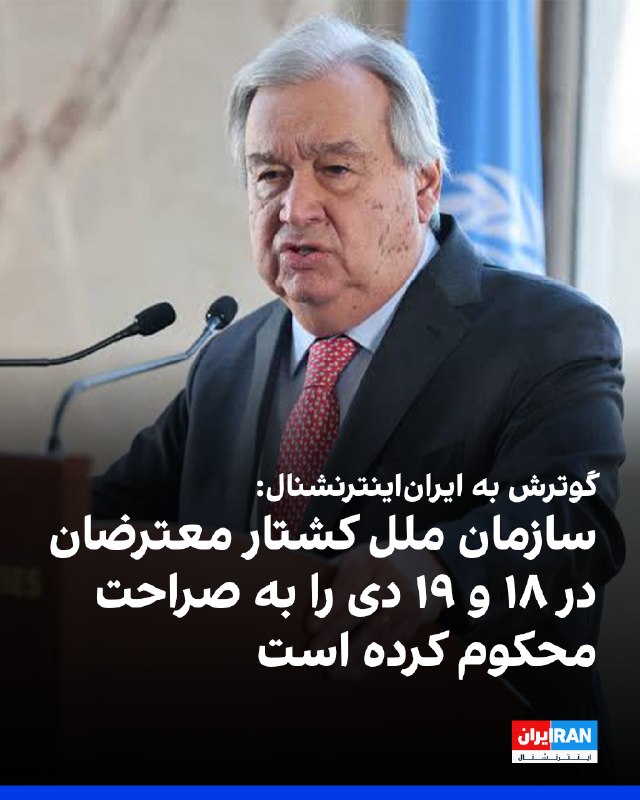 گوترش به ایران‌اینترنشنال:
سازمان ملل کشتار معترضان
در ۱۸ و ۱۹ دی را به صراحت
محکوم کرده است
ایران IRAN
اینترنشنال